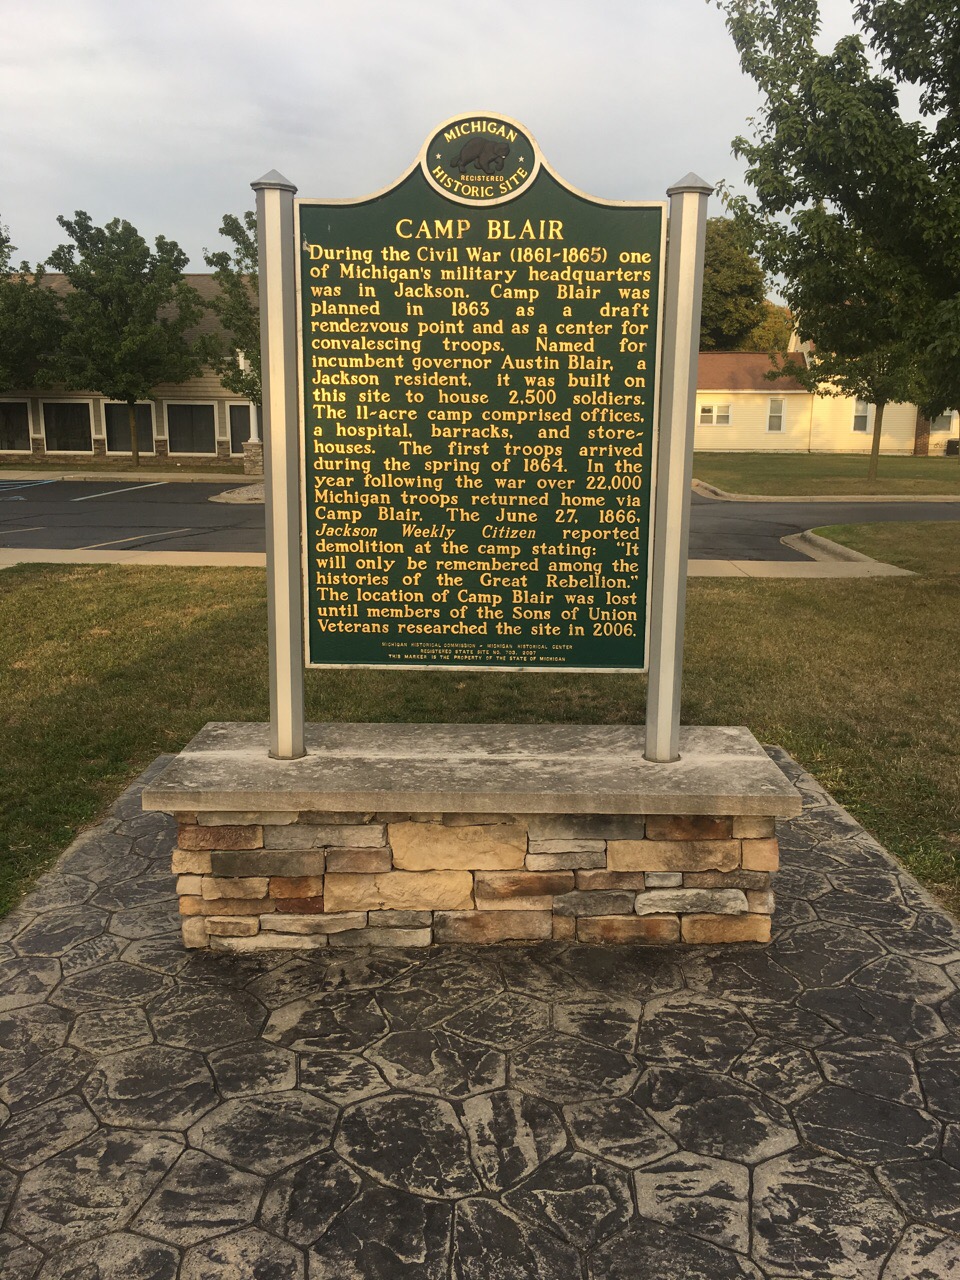 MICHIGAN
REGISTERED
HISTORIC SITE
CAMP BLAIR
During the Civil War (1861-1865) one
of Michigan's military headquarters
was in Jackson. Camp Blair was
planned in 1863 as a draft
rendezvous point and as a center for
convalescing troops. Named for
incumbent governor Austin Blair, a
Jackson resident, it was built on
this site to house 2,500 soldiers.
The 11-acre camp comprised offices,
a hospital, barracks, and store-
houses. The first troops arrived
during the spring of 1864. In the
year following the war over 22,000
Michigan troops returned home via
Camp Blair. The June 27, 1866,
Jackson Weekly Citizen reported
demolition at the camp stating: "It
will only be remembered among the
histories of the Great Rebellion."
The location of Camp Blair was lost
until members of the Sons of Union
Veterans researched the site in 2006.
MICHIGAN HISTORICAL COMMISSION - MICHIGAN HISTORICAL CENTER
REGISTERED STATE SITE NO. 709, 2007
THIS MARKER IS THE PROPERTY OF THE STATE OF MICHIGAN